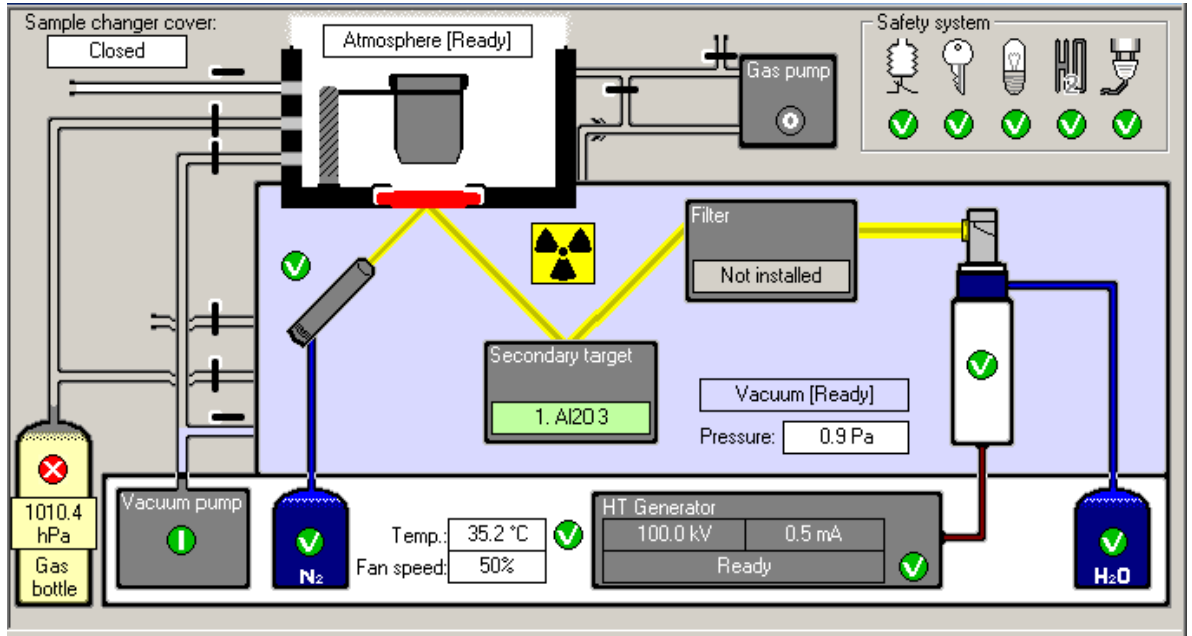 Sample changer cover:
Closed
Atmosphere [Ready]
Gas pump
Safety system
H2
Filter
Not installed
Secondary target
1. Al2O3
Vacuum [Ready]
Pressure: 0.9 Pa
1010.4
hPa
Gas
bottle
Vacuum pump
N₂
Temp.: 35.2 °C
Fan speed: 50%
HT Generator
100.0 kV 0.5 mA
Ready
H₂O